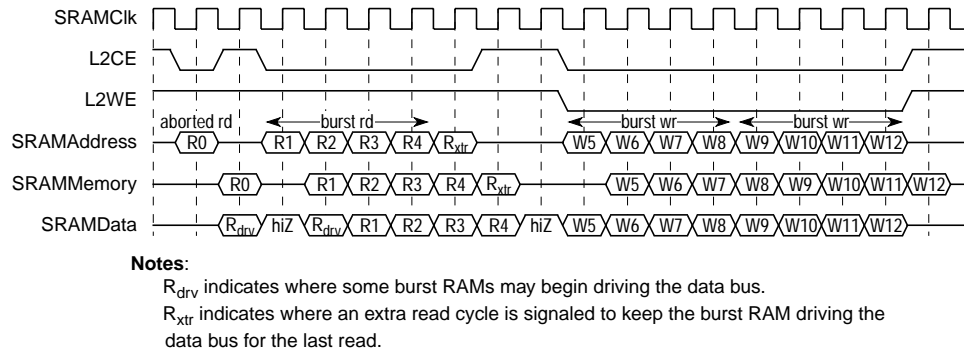 SRAMClk
L2CE
L2WE
aborted rd burst rd burst wr burst wr
SRAMAddress R0 R1 R2 R3 R4 Rxtr W5 W6 W7 W8 W9 W10 W11 W12
SRAMMemory R0 R1 R2 R3 R4 Rxtr W5 W6 W7 W8 W9 W10 W11 W12
SRAMData Rdrv hiZ Rdrv R1 R2 R3 R4 hiZ W5 W6 W7 W8 W9 W10 W11 W12
Notes:
Rdrv indicates where some burst RAMs may begin driving the data bus.
Rxtr indicates where an extra read cycle is signaled to keep the burst RAM driving the
data bus for the last read.